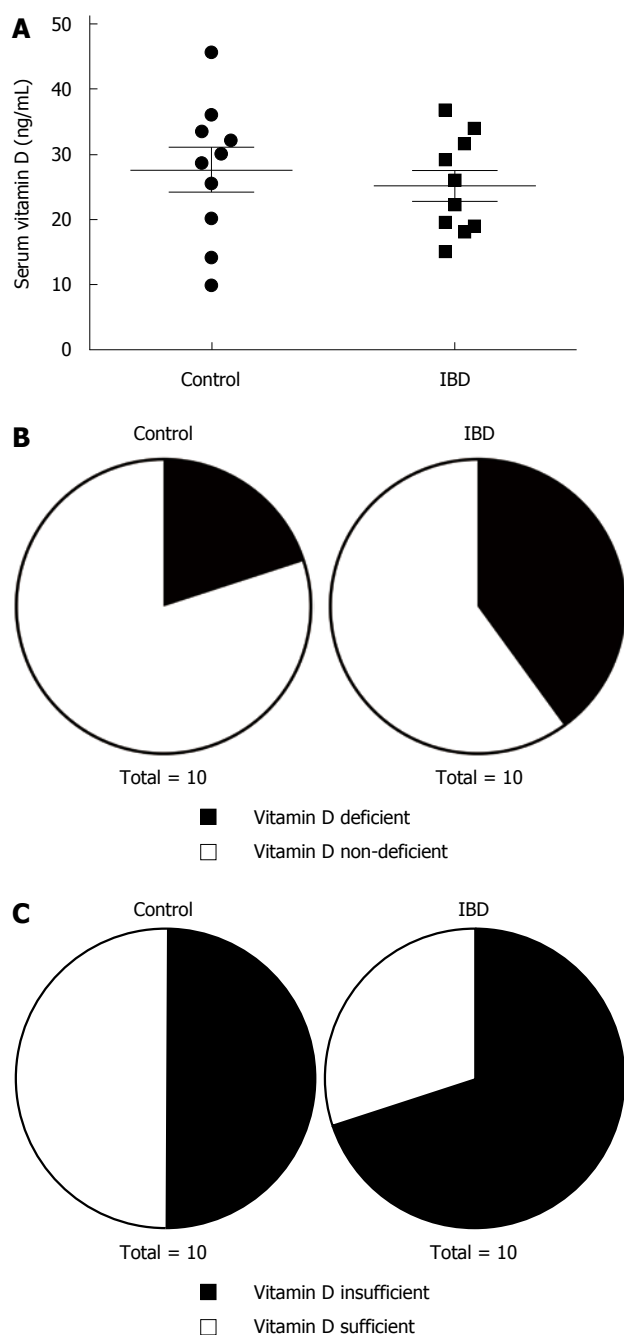 A
Serum vitamin D (ng/mL)
50
40
30
20
10
0
Control IBD
B
Control IBD
Total = 10 Total = 10
Vitamin D deficient
Vitamin D non-deficient
C
Control IBD
Total = 10 Total = 10
Vitamin D insufficient
Vitamin D sufficient